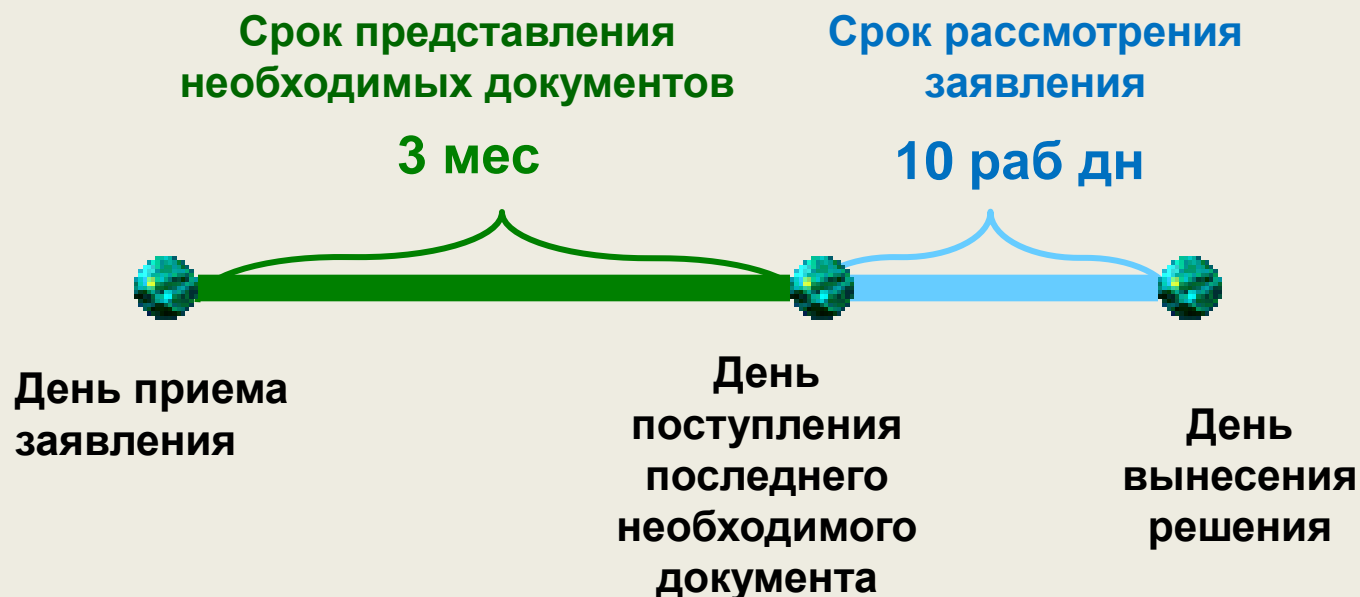 Срок представления
необходимых документов
3 мес
Срок рассмотрения
заявления
10 раб дн
День приема
заявления
День
поступления
последнего
необходимого
документа
День
вынесения
решения